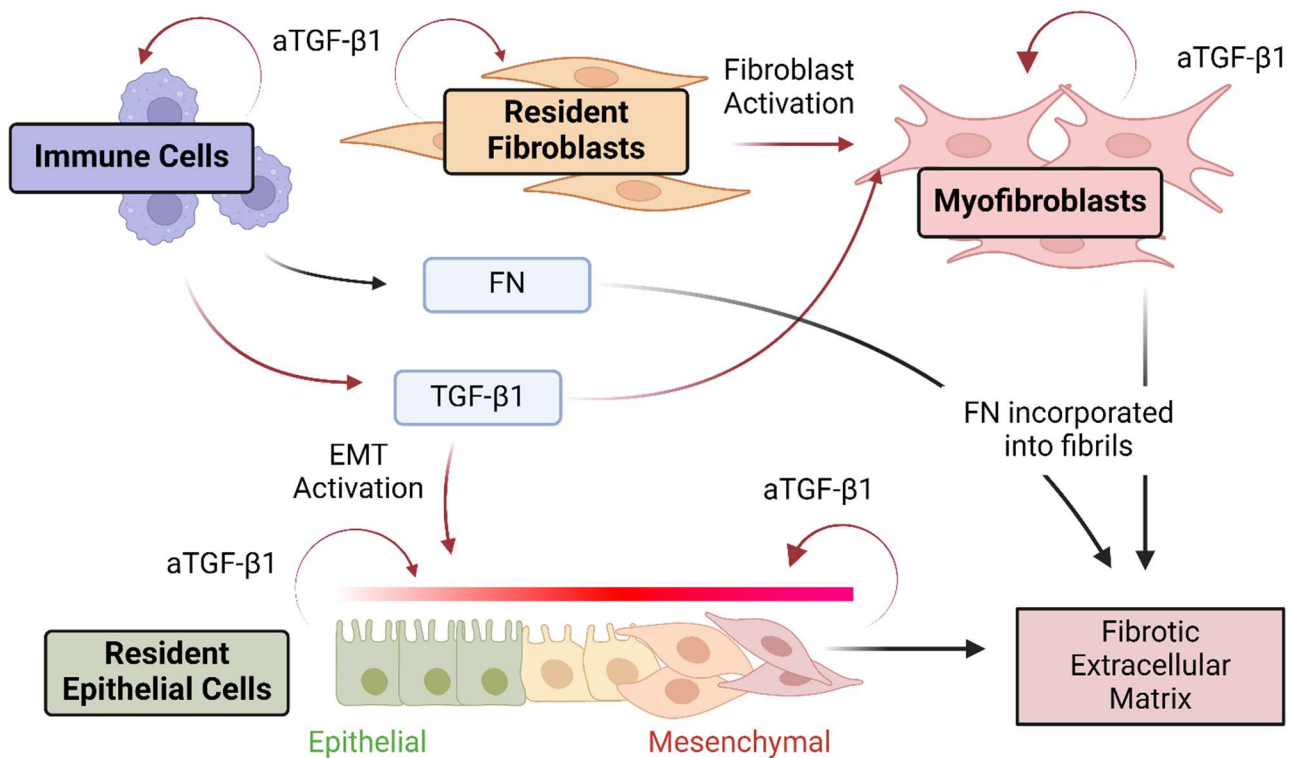 aTGF-β1
Immune Cells
Resident
Fibroblasts
Fibroblast
Activation
aTGF-β1
Myofibroblasts
FN
TGF-β1
FN incorporated
into fibrils
EMT
Activation
aTGF-β1
aTGF-β1
Resident
Epithelial Cells
Epithelial
Mesenchymal
Fibrotic
Extracellular
Matrix